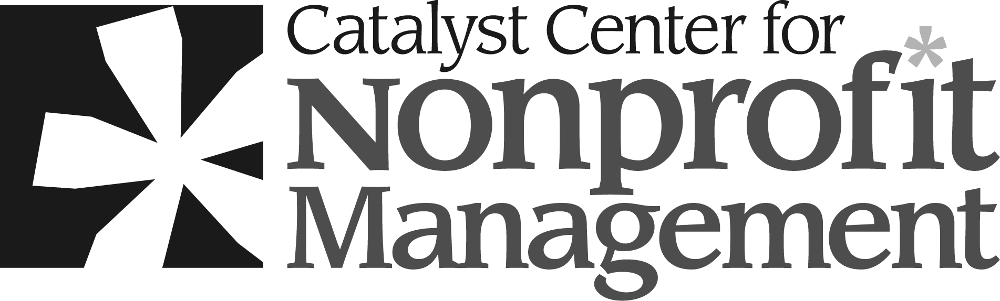 Catalyst Center for
Nonprofit
Management